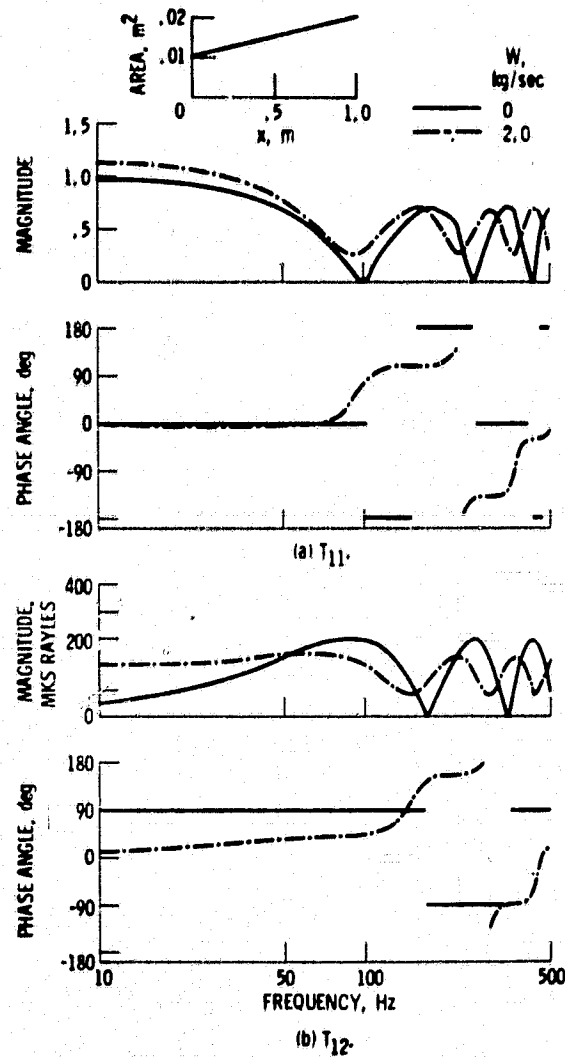 AREA, m²
.02
.01
0
.5
1.0
x, m
W,
kg/sec
0
2.0
MAGNITUDE
1.5
1.0
.5
0
PHASE ANGLE, deg
180
90
0
-90
-180
(a) T11.
MAGNITUDE,
MKS RAYLES
400
200
0
PHASE ANGLE, deg
180
90
0
-90
-180
10
50
100
500
FREQUENCY, Hz
(b) T12.